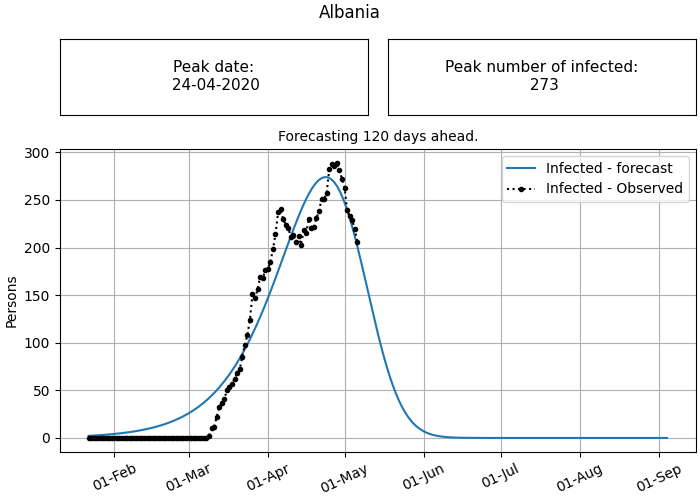 Albania
Peak date:
24-04-2020
Peak number of infected:
273
Forecasting 120 days ahead.
Infected - forecast
Infected - Observed
Persons
300
250
200
150
100
50
0
01-Feb
01-Mar
01-Apr
01-May
01-Jun
01-Jul
01-Aug
01-Sep